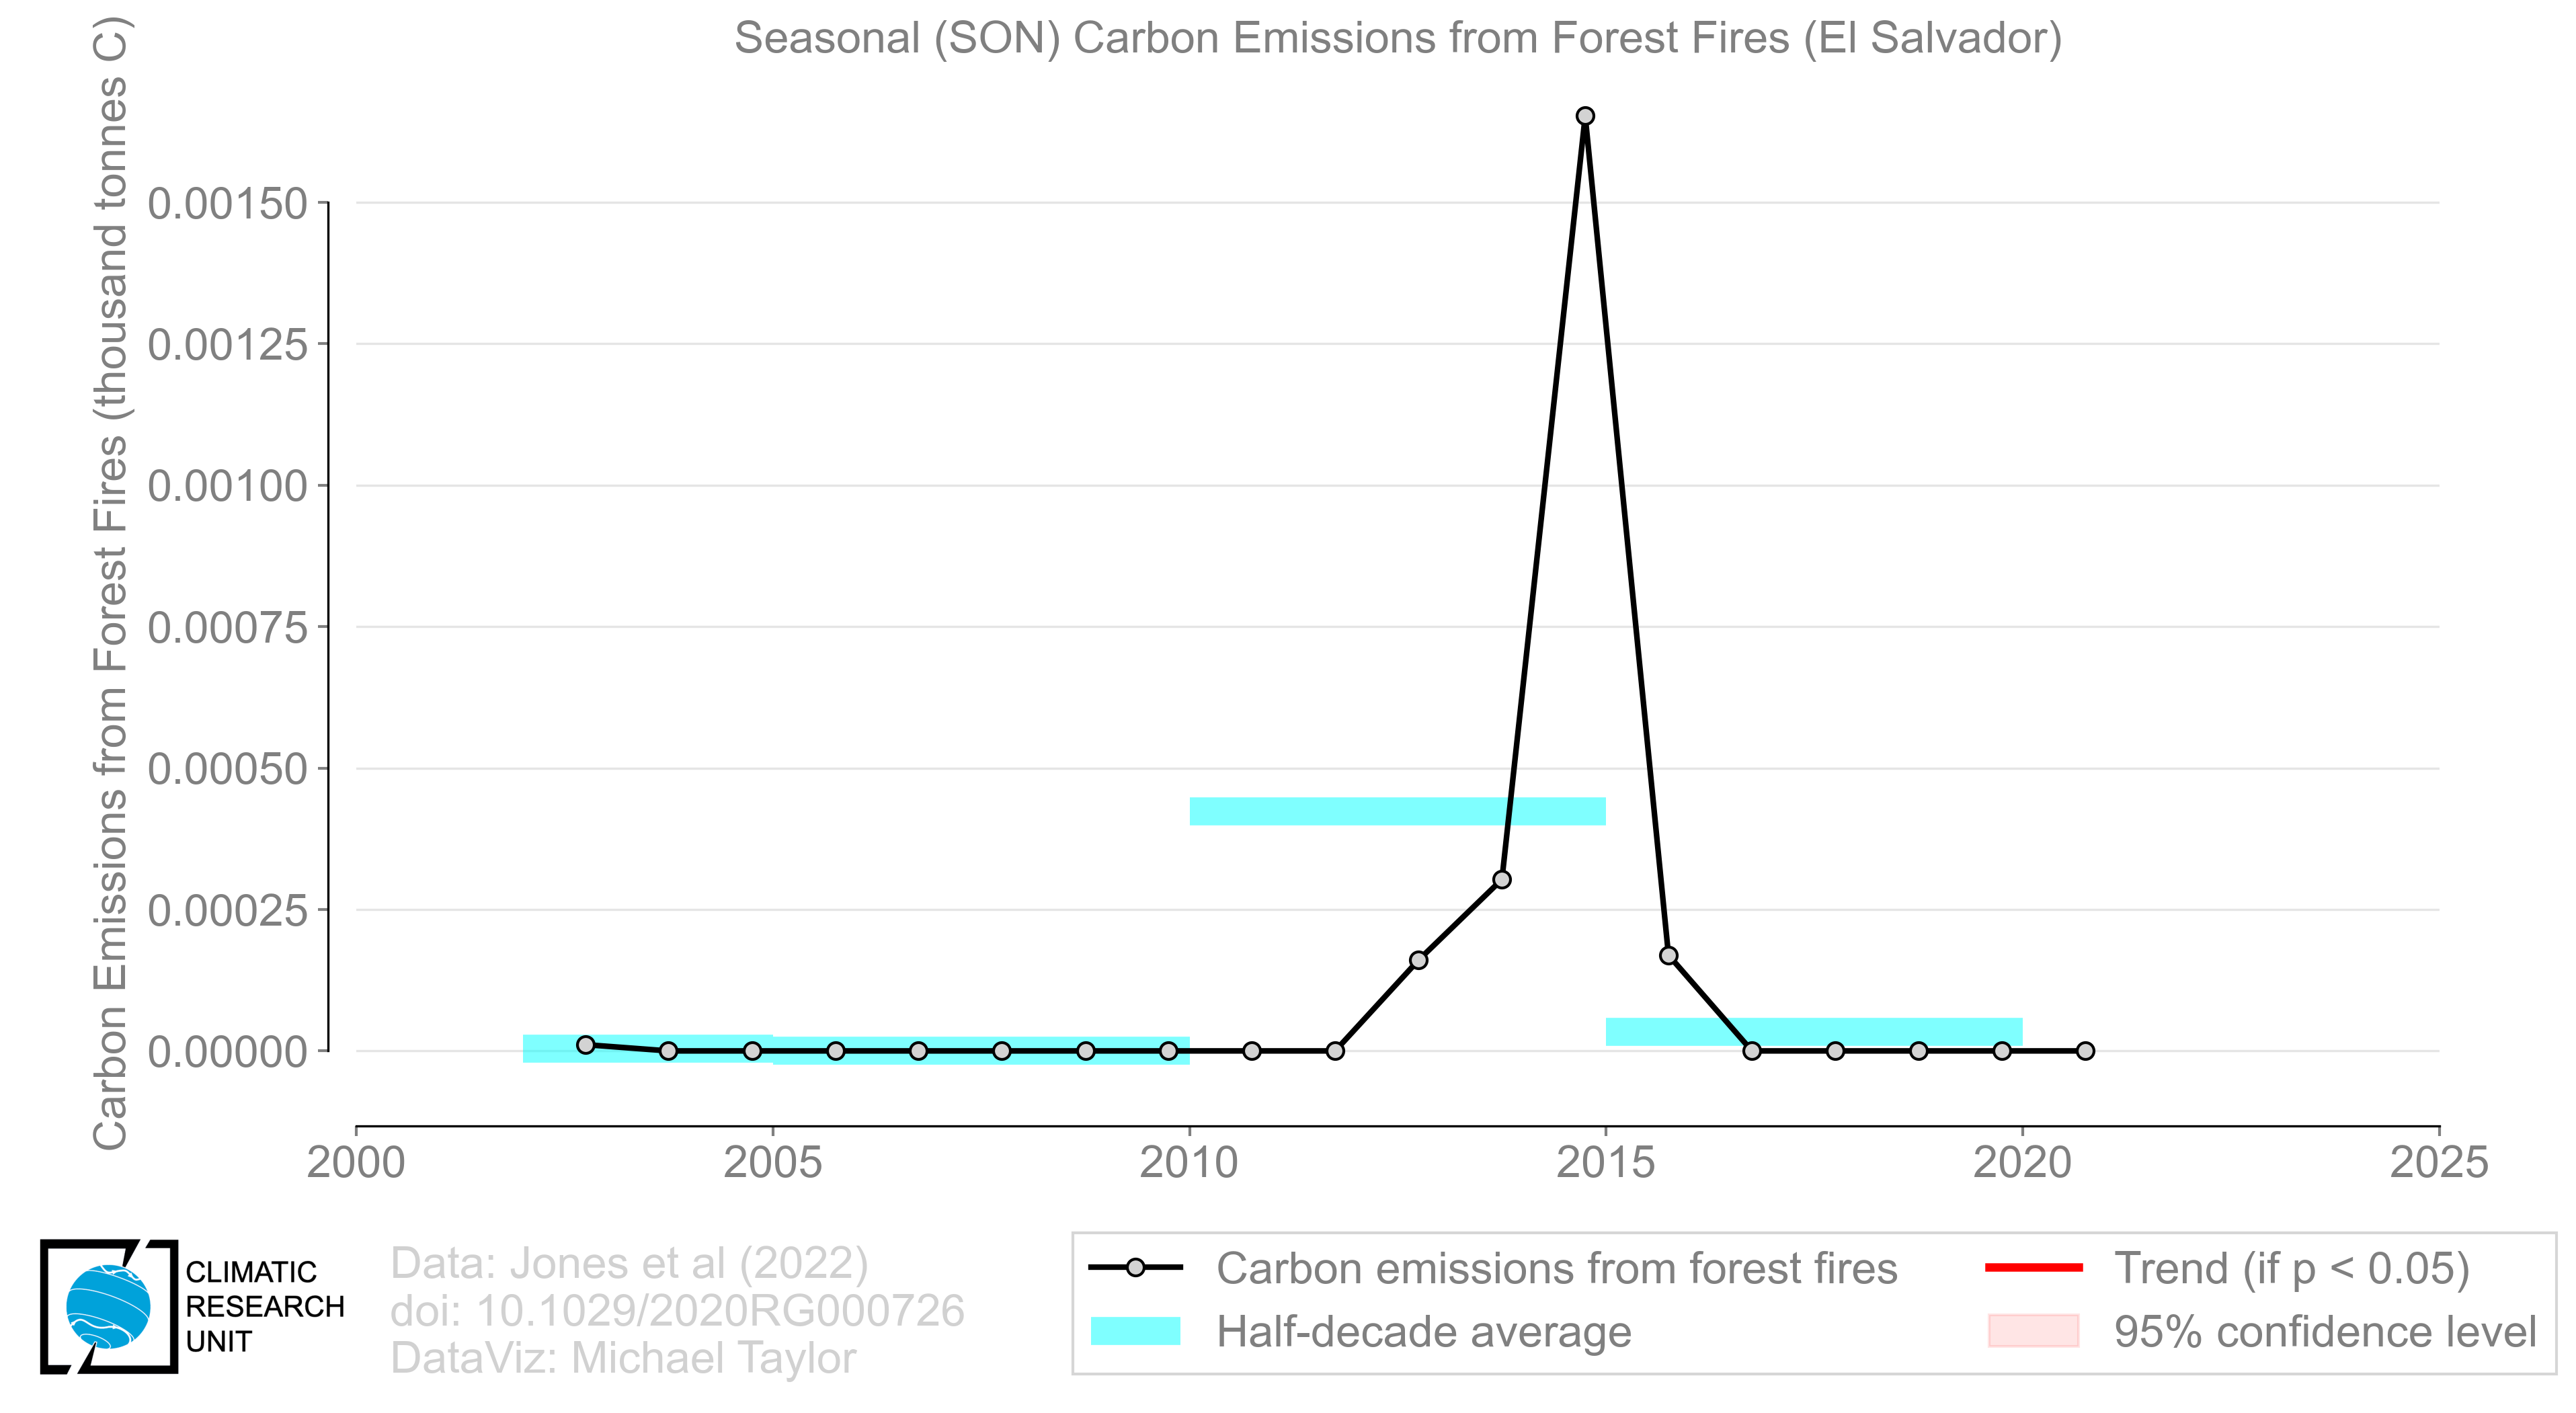 Seasonal (SON) Carbon Emissions from Forest Fires (El Salvador)
Carbon Emissions from Forest Fires (thousand tonnes C)
0.00150
0.00125
0.00100
0.00075
0.00050
0.00025
0.00000
2000 2005 2010 2015 2020 2025
CLIMATIC
RESEARCH
UNIT
Data: Jones et al (2022)
doi: 10.1029/2020RG000726
DataViz: Michael Taylor
Carbon emissions from forest fires
Half-decade average
Trend (if p < 0.05)
95% confidence level